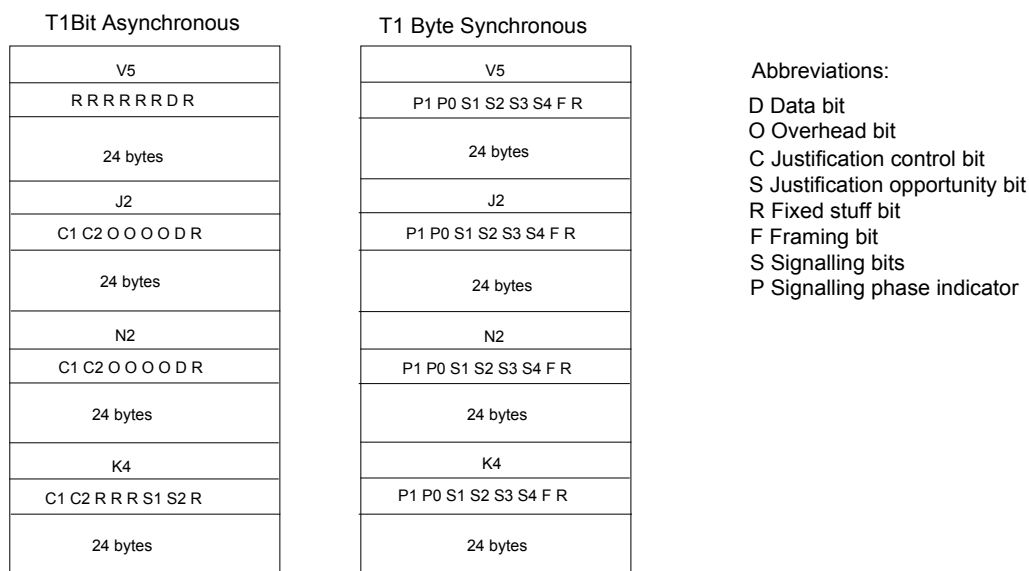 T1Bit Asynchronous
V5
R R R R R R D R
24 bytes
J2
C1 C2 O O O O D R
24 bytes
N2
C1 C2 O O O O D R
24 bytes
K4
C1 C2 R R R S1 S2 R
24 bytes
T1 Byte Synchronous
V5
P1 P0 S1 S2 S3 S4 F R
24 bytes
J2
P1 P0 S1 S2 S3 S4 F R
24 bytes
N2
P1 P0 S1 S2 S3 S4 F R
24 bytes
K4
P1 P0 S1 S2 S3 S4 F R
24 bytes
Abbreviations:
D Data bit
O Overhead bit
C Justification control bit
S Justification opportunity bit
R Fixed stuff bit
F Framing bit
S Signalling bits
P Signalling phase indicator